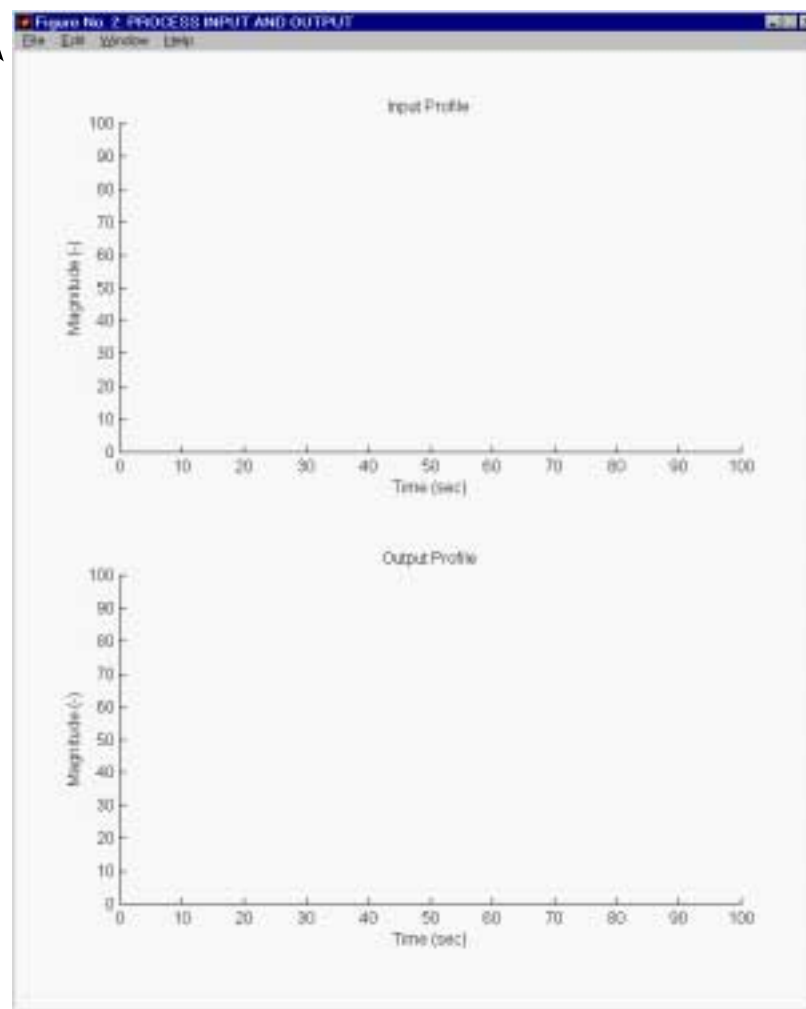 Figure No. 2: PROCESS INPUT AND OUTPUT
File Edit Window Help
Input Profile
100
90
80
70
60
50
40
30
20
10
0
Magnitude (-)
0 10 20 30 40 50 60 70 80 90 100
Time (sec)
Output Profile
100
90
80
70
60
50
40
30
20
10
0
Magnitude (-)
0 10 20 30 40 50 60 70 80 90 100
Time (sec)